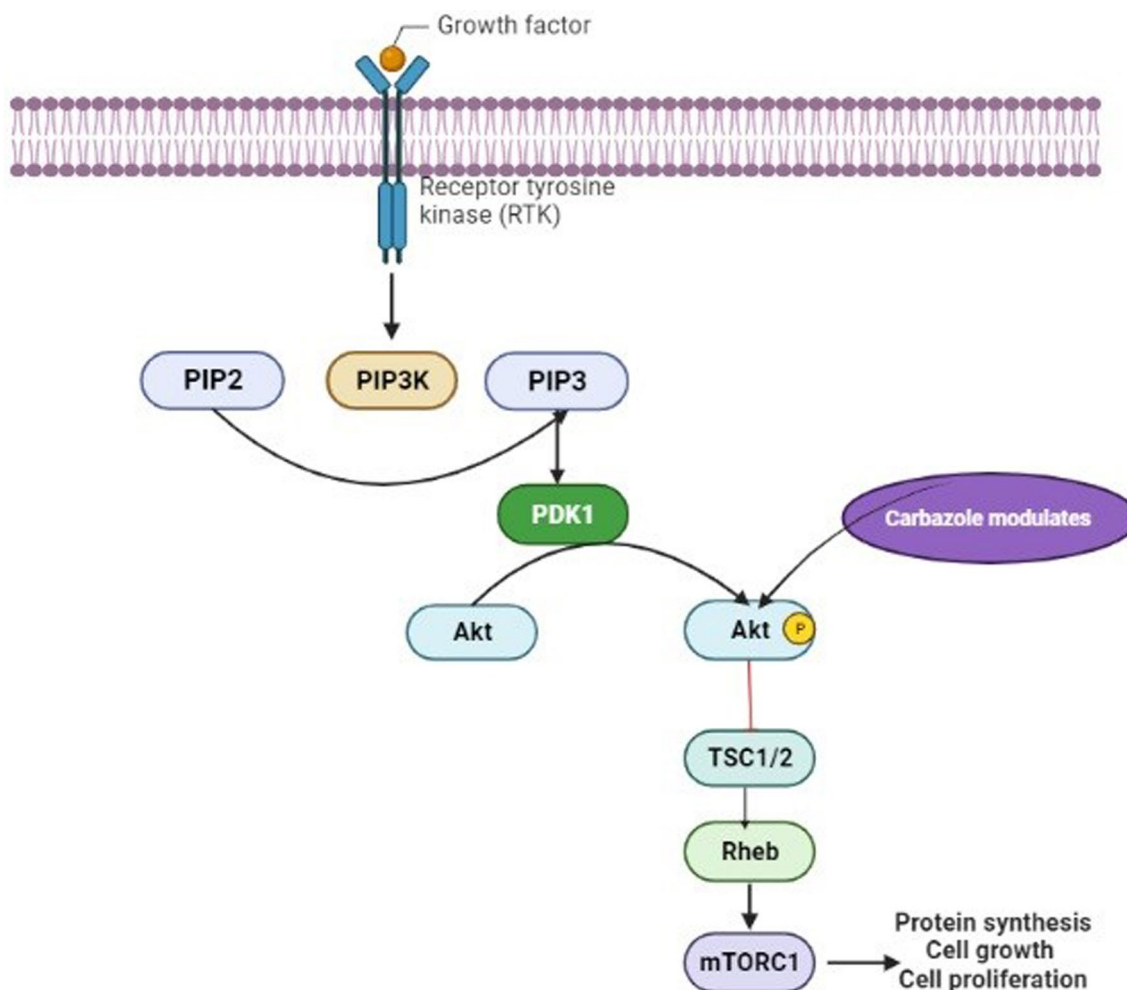 Growth factor
Receptor tyrosine
kinase (RTK)
PIP2
PIP3K
PIP3
PDK1
Carbazole modulates
Akt
Akt
P
TSC1/2
Rheb
mTORC1
Protein synthesis
Cell growth
Cell proliferation